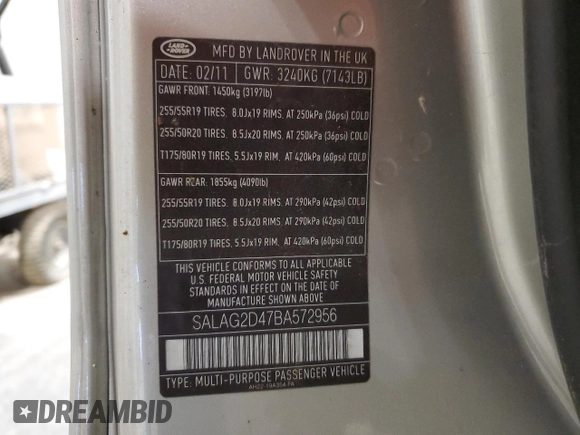 LAND-
ROVER
MFD BY LANDROVER IN THE UK
DATE: 02/11 GWR: 3240KG (7143LB)
GAWR FRONT: 1450kg (3197lb)
255/55R19 TIRES, 8.0Jx19 RIMS, AT 250kPa (36psi) COLD
255/50R20 TIRES, 8.5Jx20 RIMS, AT 250kPa (36psi) COLD
T175/80R19 TIRES, 5.5Jx19 RIM, AT 420kPa (60psi) COLD
GAWR REAR: 1855kg (4090lb)
255/55R19 TIRES, 8.0Jx19 RIMS, AT 290kPa (42psi) COLD
255/50R20 TIRES, 8.5Jx20 RIMS, AT 290kPa (42psi) COLD
T175/80R19 TIRES, 5.5Jx19 RIM, AT 420kPa (60psi) COLD
THIS VEHICLE CONFORMS TO ALL APPLICABLE
U.S. FEDERAL MOTOR VEHICLE SAFETY
STANDARDS IN EFFECT ON THE DATE OF
MANUFACTURE SHOWN ABOVE
SALAG2D47BA572956
TYPE: MULTI-PURPOSE PASSENGER VEHICLE
AH22-19A354-FA
DREAMBID